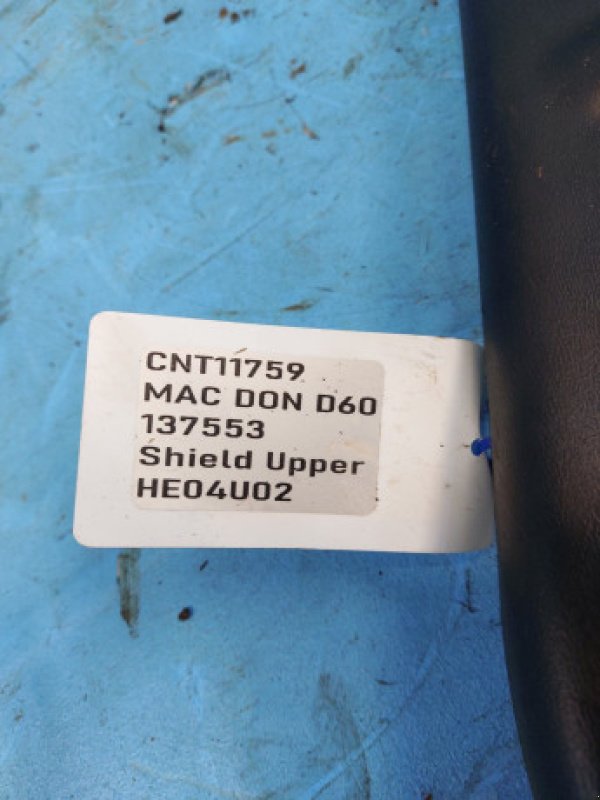 CNT11759
MAC DON D60
137553
Shield Upper
HE04U02